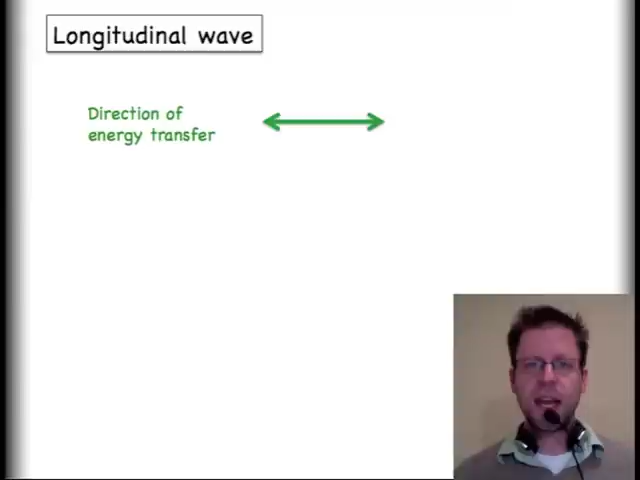 Longitudinal wave
Direction of
energy transfer